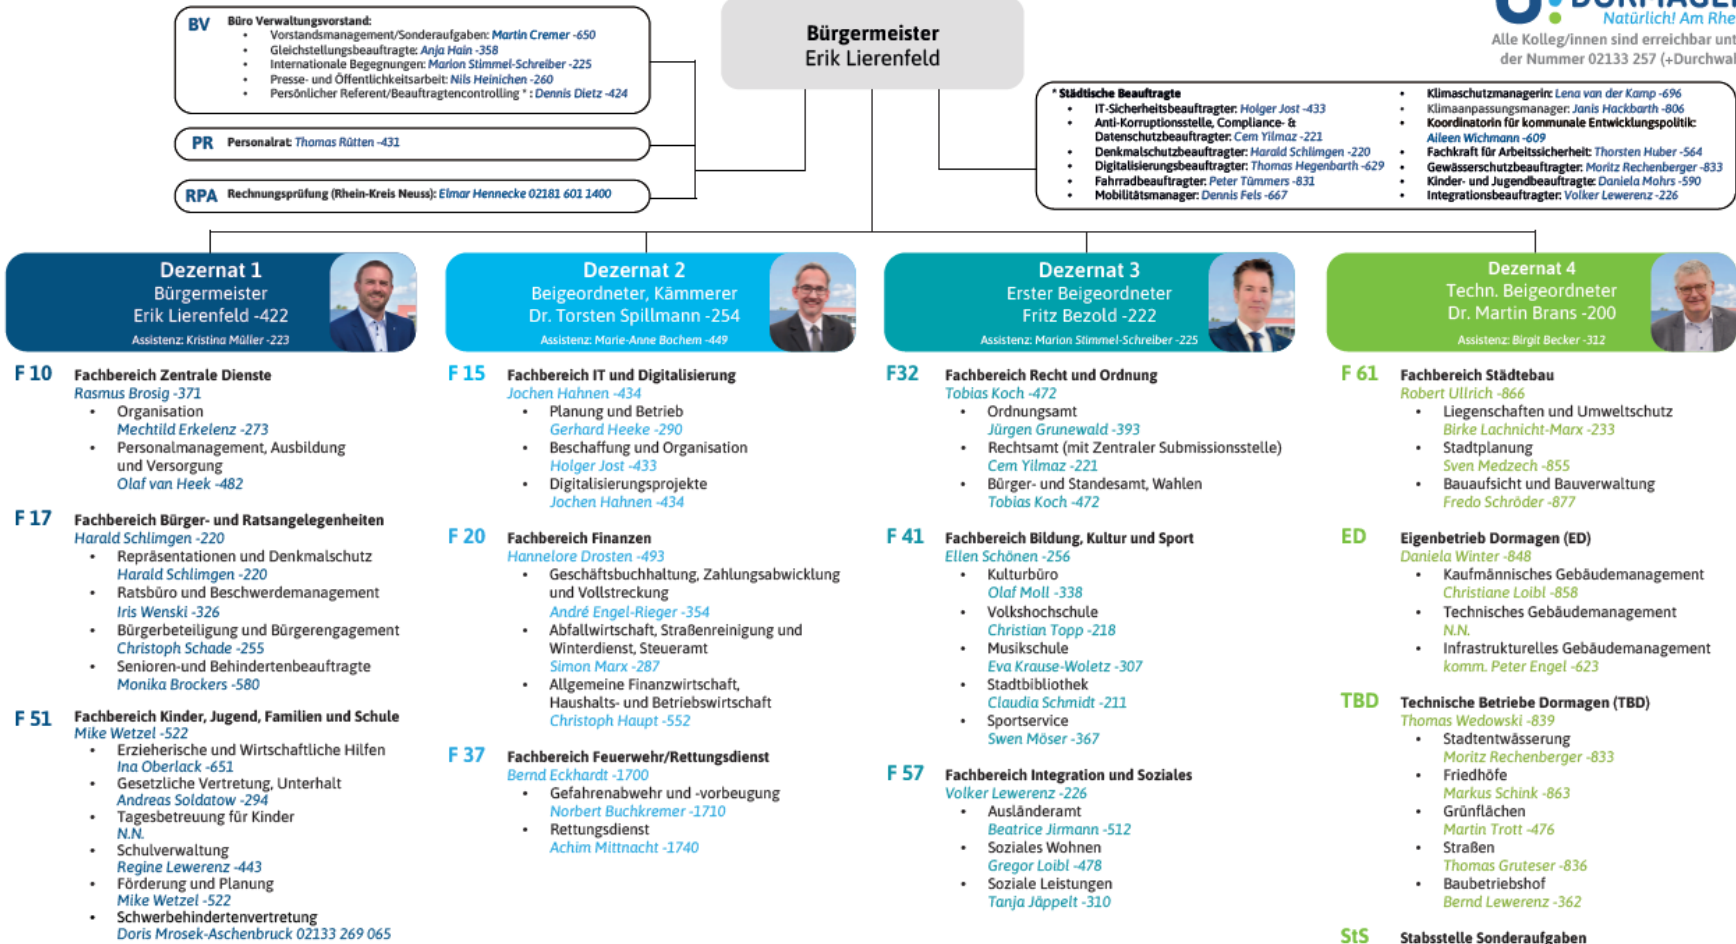 BV
Büro Verwaltungsvorstand:
• Vorstandsmanagement/Sonderaufgaben: Martin Cremer -650
• Gleichstellungsbeauftragte: Anja Hain -358
• Internationale Begegnungen: Marion Stimmel-Schreiber -225
• Presse- und Öffentlichkeitsarbeit: Nils Heinichen -260
• Persönlicher Referent/Beauftragtencontrolling * : Dennis Dietz -424
PR Personalrat: Thomas Rütten -431
RPA Rechnungsprüfung (Rhein-Kreis Neuss): Elmar Hennecke 02181 601 1400
Bürgermeister
Erik Lierenfeld
Natürlich! Am Rhe
Alle Kolleg/innen sind erreichbar unt
der Nummer 02133 257 (+Durchwal
* Städtische Beauftragte
• IT-Sicherheitsbeauftragter: Holger Jost -433
• Anti-Korruptionsstelle, Compliance- &
Datenschutzbeauftragter: Cem Yilmaz -221
• Denkmalschutzbeauftragter: Harald Schlimgen -220
• Digitalisierungsbeauftragter: Thomas Hegenbarth -629
• Fahrradbeauftragter: Peter Tümmers -831
• Mobilitätsmanager: Dennis Fels -667
• Klimaschutzmanagerin: Lena van der Kamp -696
• Klimaanpassungsmanager: Janis Hackbarth -806
• Koordinatorin für kommunale Entwicklungspolitik:
Aileen Wichmann -609
• Fachkraft für Arbeitssicherheit: Thorsten Huber -564
• Gewässerschutzbeauftragter: Moritz Rechenberger -833
• Kinder- und Jugendbeauftragte: Daniela Mohrs -590
• Integrationsbeauftragter: Volker Lewerenz -226
Dezernat 1
Bürgermeister
Erik Lierenfeld -422
Assistenz: Kristina Müller -223
F 10 Fachbereich Zentrale Dienste
Rasmus Brosig -371
• Organisation
Mechtild Erkelenz -273
• Personalmanagement, Ausbildung
und Versorgung
Olaf van Heek -482
F 17 Fachbereich Bürger- und Ratsangelegenheiten
Harald Schlimgen -220
• Repräsentationen und Denkmalschutz
Harald Schlimgen -220
• Ratsbüro und Beschwerdemanagement
Iris Wenski -326
• Bürgerbeteiligung und Bürgerengagement
Christoph Schade -255
• Senioren-und Behindertenbeauftragte
Monika Brockers -580
F 51 Fachbereich Kinder, Jugend, Familien und Schule
Mike Wetzel -522
• Erzieherische und Wirtschaftliche Hilfen
Ina Oberlack -651
• Gesetzliche Vertretung, Unterhalt
Andreas Soldatow -294
• Tagesbetreuung für Kinder
N.N.
• Schulverwaltung
Regine Lewerenz -443
• Förderung und Planung
Mike Wetzel -522
• Schwerbehindertenvertretung
Doris Mrosek-Aschenbruck 02133 269 065
Dezernat 2
Beigeordneter, Kämmerer
Dr. Torsten Spillmann -254
Assistenz: Marie-Anne Bochem -449
F 15 Fachbereich IT und Digitalisierung
Jochen Hahnen -434
• Planung und Betrieb
Gerhard Heeke -290
• Beschaffung und Organisation
Holger Jost -433
• Digitalisierungsprojekte
Jochen Hahnen -434
F 20 Fachbereich Finanzen
Hannelore Drosten -493
• Geschäftsbuchhaltung, Zahlungsabwicklung
und Vollstreckung
André Engel-Rieger -354
• Abfallwirtschaft, Straßenreinigung und
Winterdienst, Steueramt
Simon Marx -287
• Allgemeine Finanzwirtschaft,
Haushalts- und Betriebswirtschaft
Christoph Haupt -552
F 37 Fachbereich Feuerwehr/Rettungsdienst
Bernd Eckhardt -1700
• Gefahrenabwehr und -vorbeugung
Norbert Buchkremer -1710
• Rettungsdienst
Achim Mittnacht -1740
Dezernat 3
Erster Beigeordneter
Fritz Bezold -222
Assistenz: Marion Stimmel-Schreiber -225
F32 Fachbereich Recht und Ordnung
Tobias Koch -472
• Ordnungsamt
Jürgen Grunewald -393
• Rechtsamt (mit Zentraler Submissionsstelle)
Cem Yilmaz -221
• Bürger- und Standesamt, Wahlen
Tobias Koch -472
F 41 Fachbereich Bildung, Kultur und Sport
Ellen Schönen -256
• Kulturbüro
Olaf Moll -338
• Volkshochschule
Christian Topp -218
• Musikschule
Eva Krause-Woletz -307
• Stadtbibliothek
Claudia Schmidt -211
• Sportservice
Swen Möser -367
F 57 Fachbereich Integration und Soziales
Volker Lewerenz -226
• Ausländeramt
Beatrice Jirmann -512
• Soziales Wohnen
Gregor Loibl -478
• Soziale Leistungen
Tanja Jäppelt -310
Dezernat 4
Techn. Beigeordneter
Dr. Martin Brans -200
Assistenz: Birgit Becker -312
F 61 Fachbereich Städtebau
Robert Ullrich -866
• Liegenschaften und Umweltschutz
Birke Lachnicht-Marx -233
• Stadtplanung
Sven Medzech -855
• Bauaufsicht und Bauverwaltung
Fredo Schröder -877
ED Eigenbetrieb Dormagen (ED)
Daniela Winter -848
• Kaufmännisches Gebäudemanagement
Christiane Loibl -858
• Technisches Gebäudemanagement
N.N.
• Infrastrukturelles Gebäudemanagement
komm. Peter Engel -623
TBD Technische Betriebe Dormagen (TBD)
Thomas Wedowski -839
• Stadtentwässerung
Moritz Rechenberger -833
• Friedhöfe
Markus Schink -863
• Grünflächen
Martin Trott -476
• Straßen
Thomas Gruteser -836
• Baubetriebshof
Bernd Lewerenz -362
StS Stabsstelle Sonderaufgaben